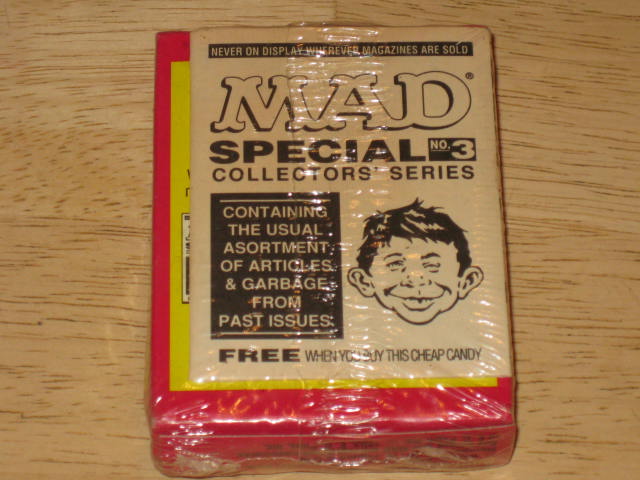 NEVER ON DISPLAY WHEREVER MAGAZINES ARE SOLD
MAD®
SPECIAL NO.3
COLLECTORS' SERIES
CONTAINING
THE USUAL
ASORTMENT
OF ARTICLES
& GARBAGE
FROM
PAST ISSUES
FREE WHEN YOU BUY THIS CHEAP CANDY